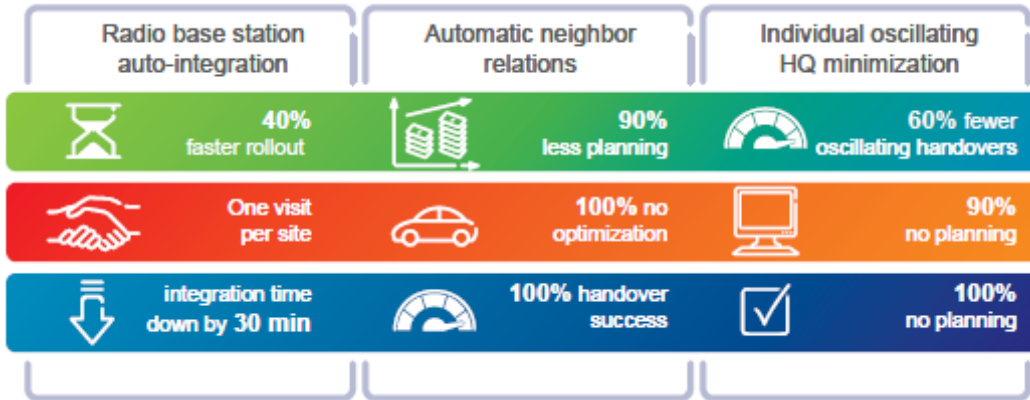 Radio base station
auto-integration
Automatic neighbor
relations
Individual oscillating
HQ minimization
40%
faster rollout
90%
less planning
60% fewer
oscillating handovers
One visit
per site
100% no
optimization
90%
no planning
integration time
down by 30 min
100% handover
success
100%
no planning